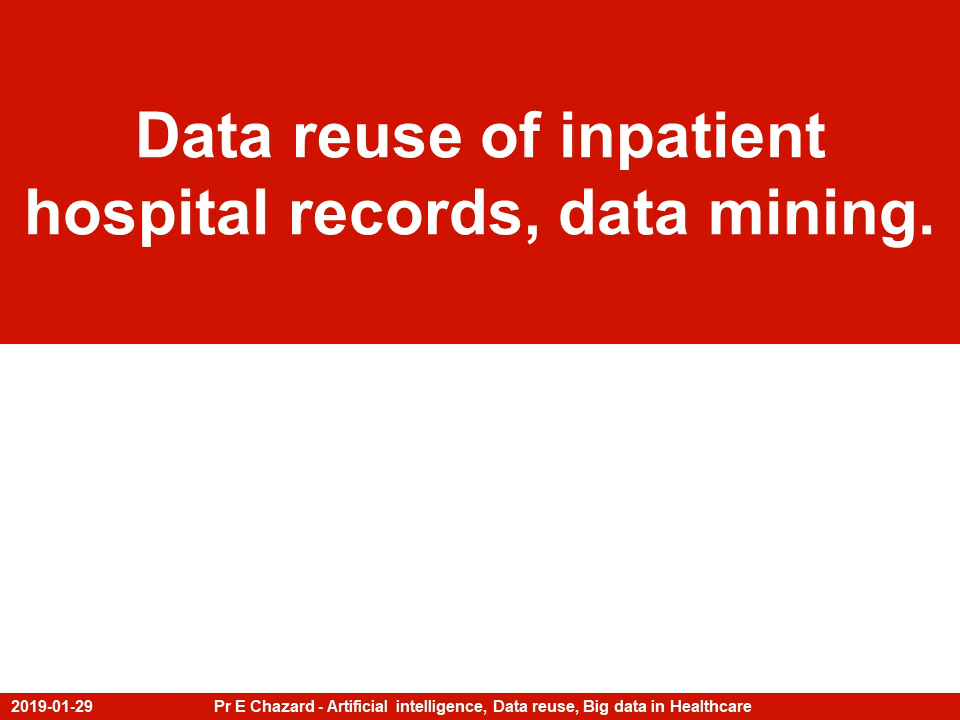 Data reuse of inpatient
hospital records, data mining.
2019-01-29 Pr E Chazard - Artificial intelligence, Data reuse, Big data in Healthcare